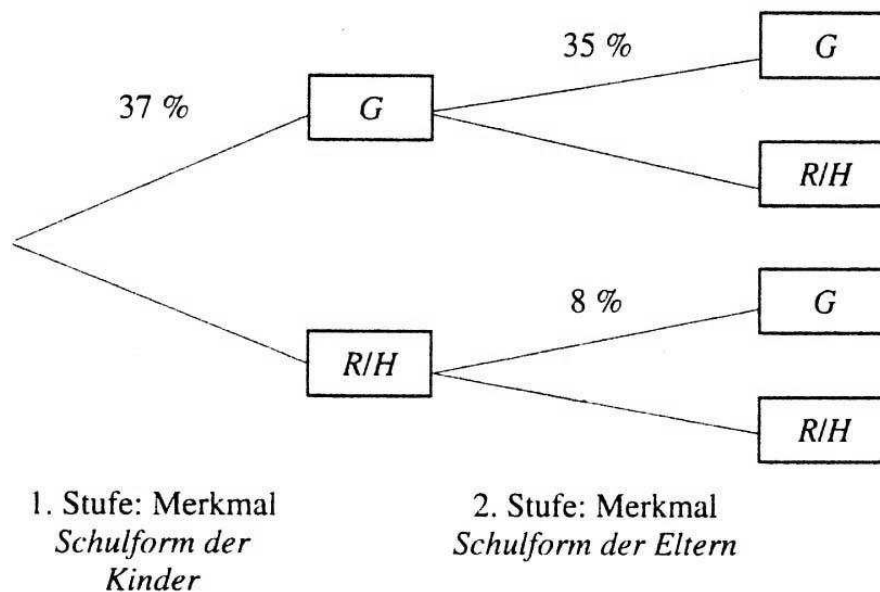 35 %
G
37 %
G
R/H
8 %
G
R/H
R/H
1. Stufe: Merkmal
Schulform der
Kinder
2. Stufe: Merkmal
Schulform der Eltern